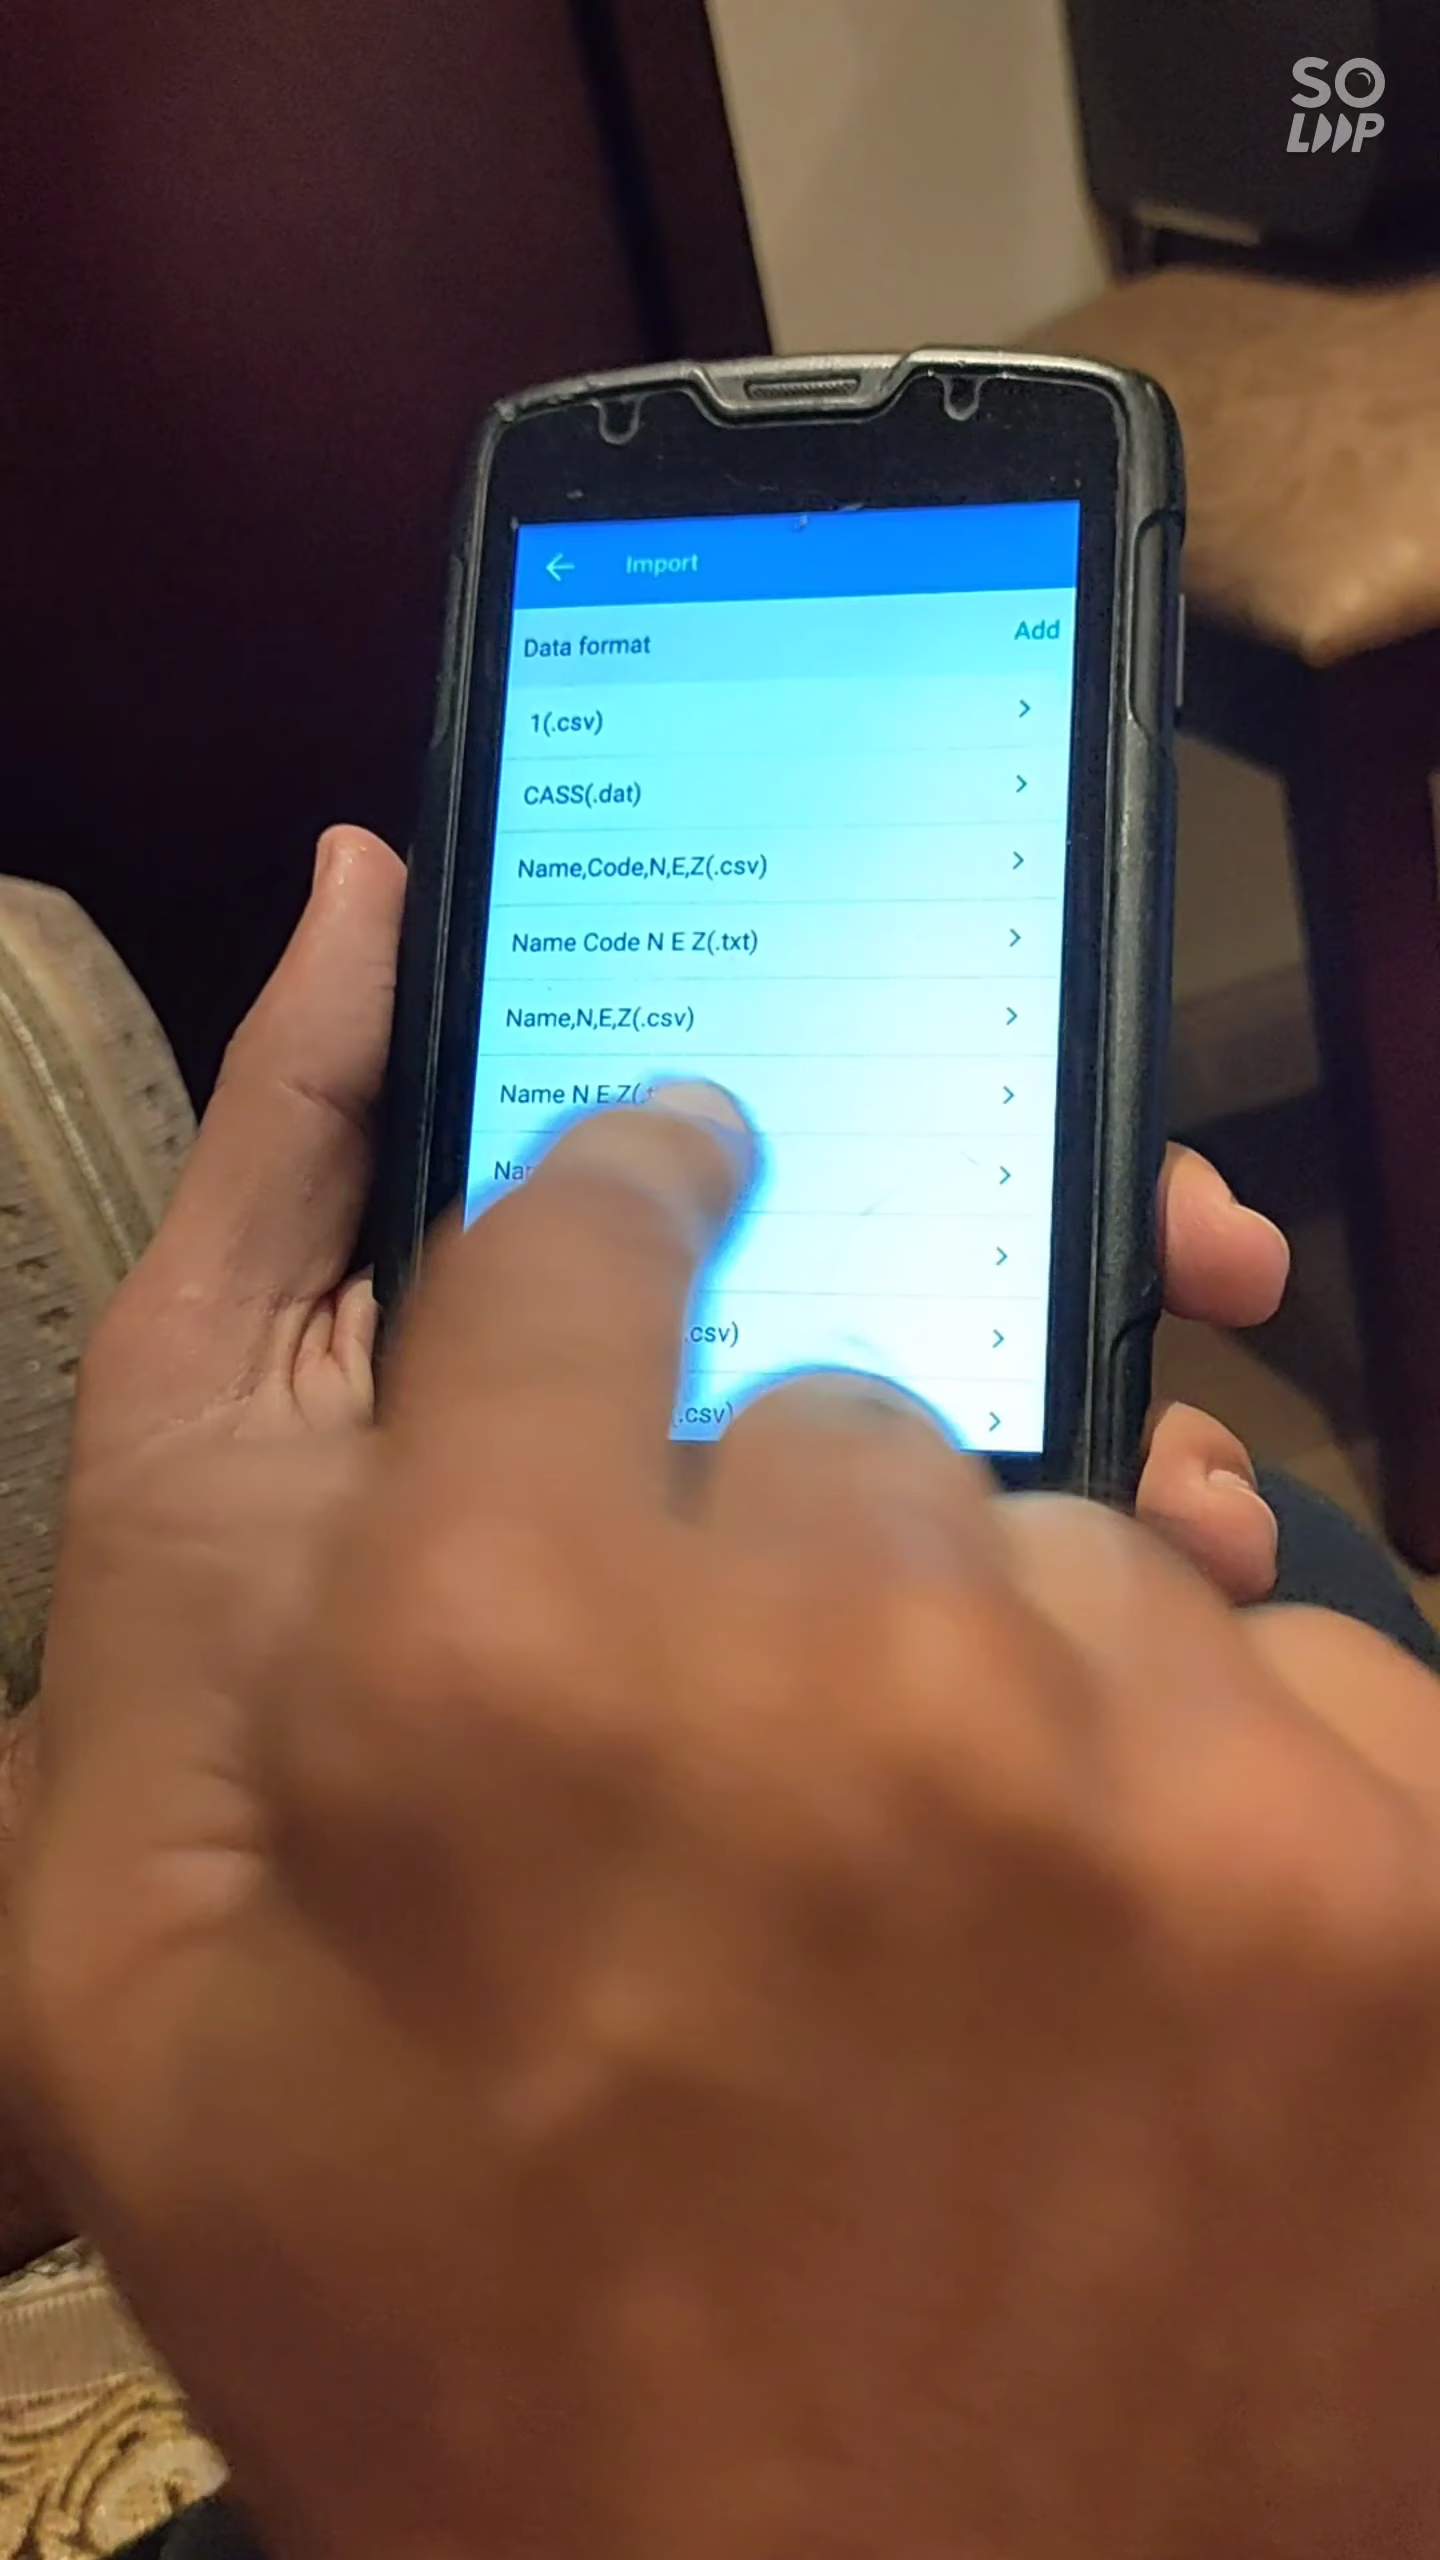 SO
LOOP
Import
Data format
Add
1(.csv)
CASS(.dat)
Name,Code,N,E,Z(.csv)
Name Code N E Z(.txt)
Name,N,E,Z(.csv)
Name N E Z(
.csv)
(.csv)